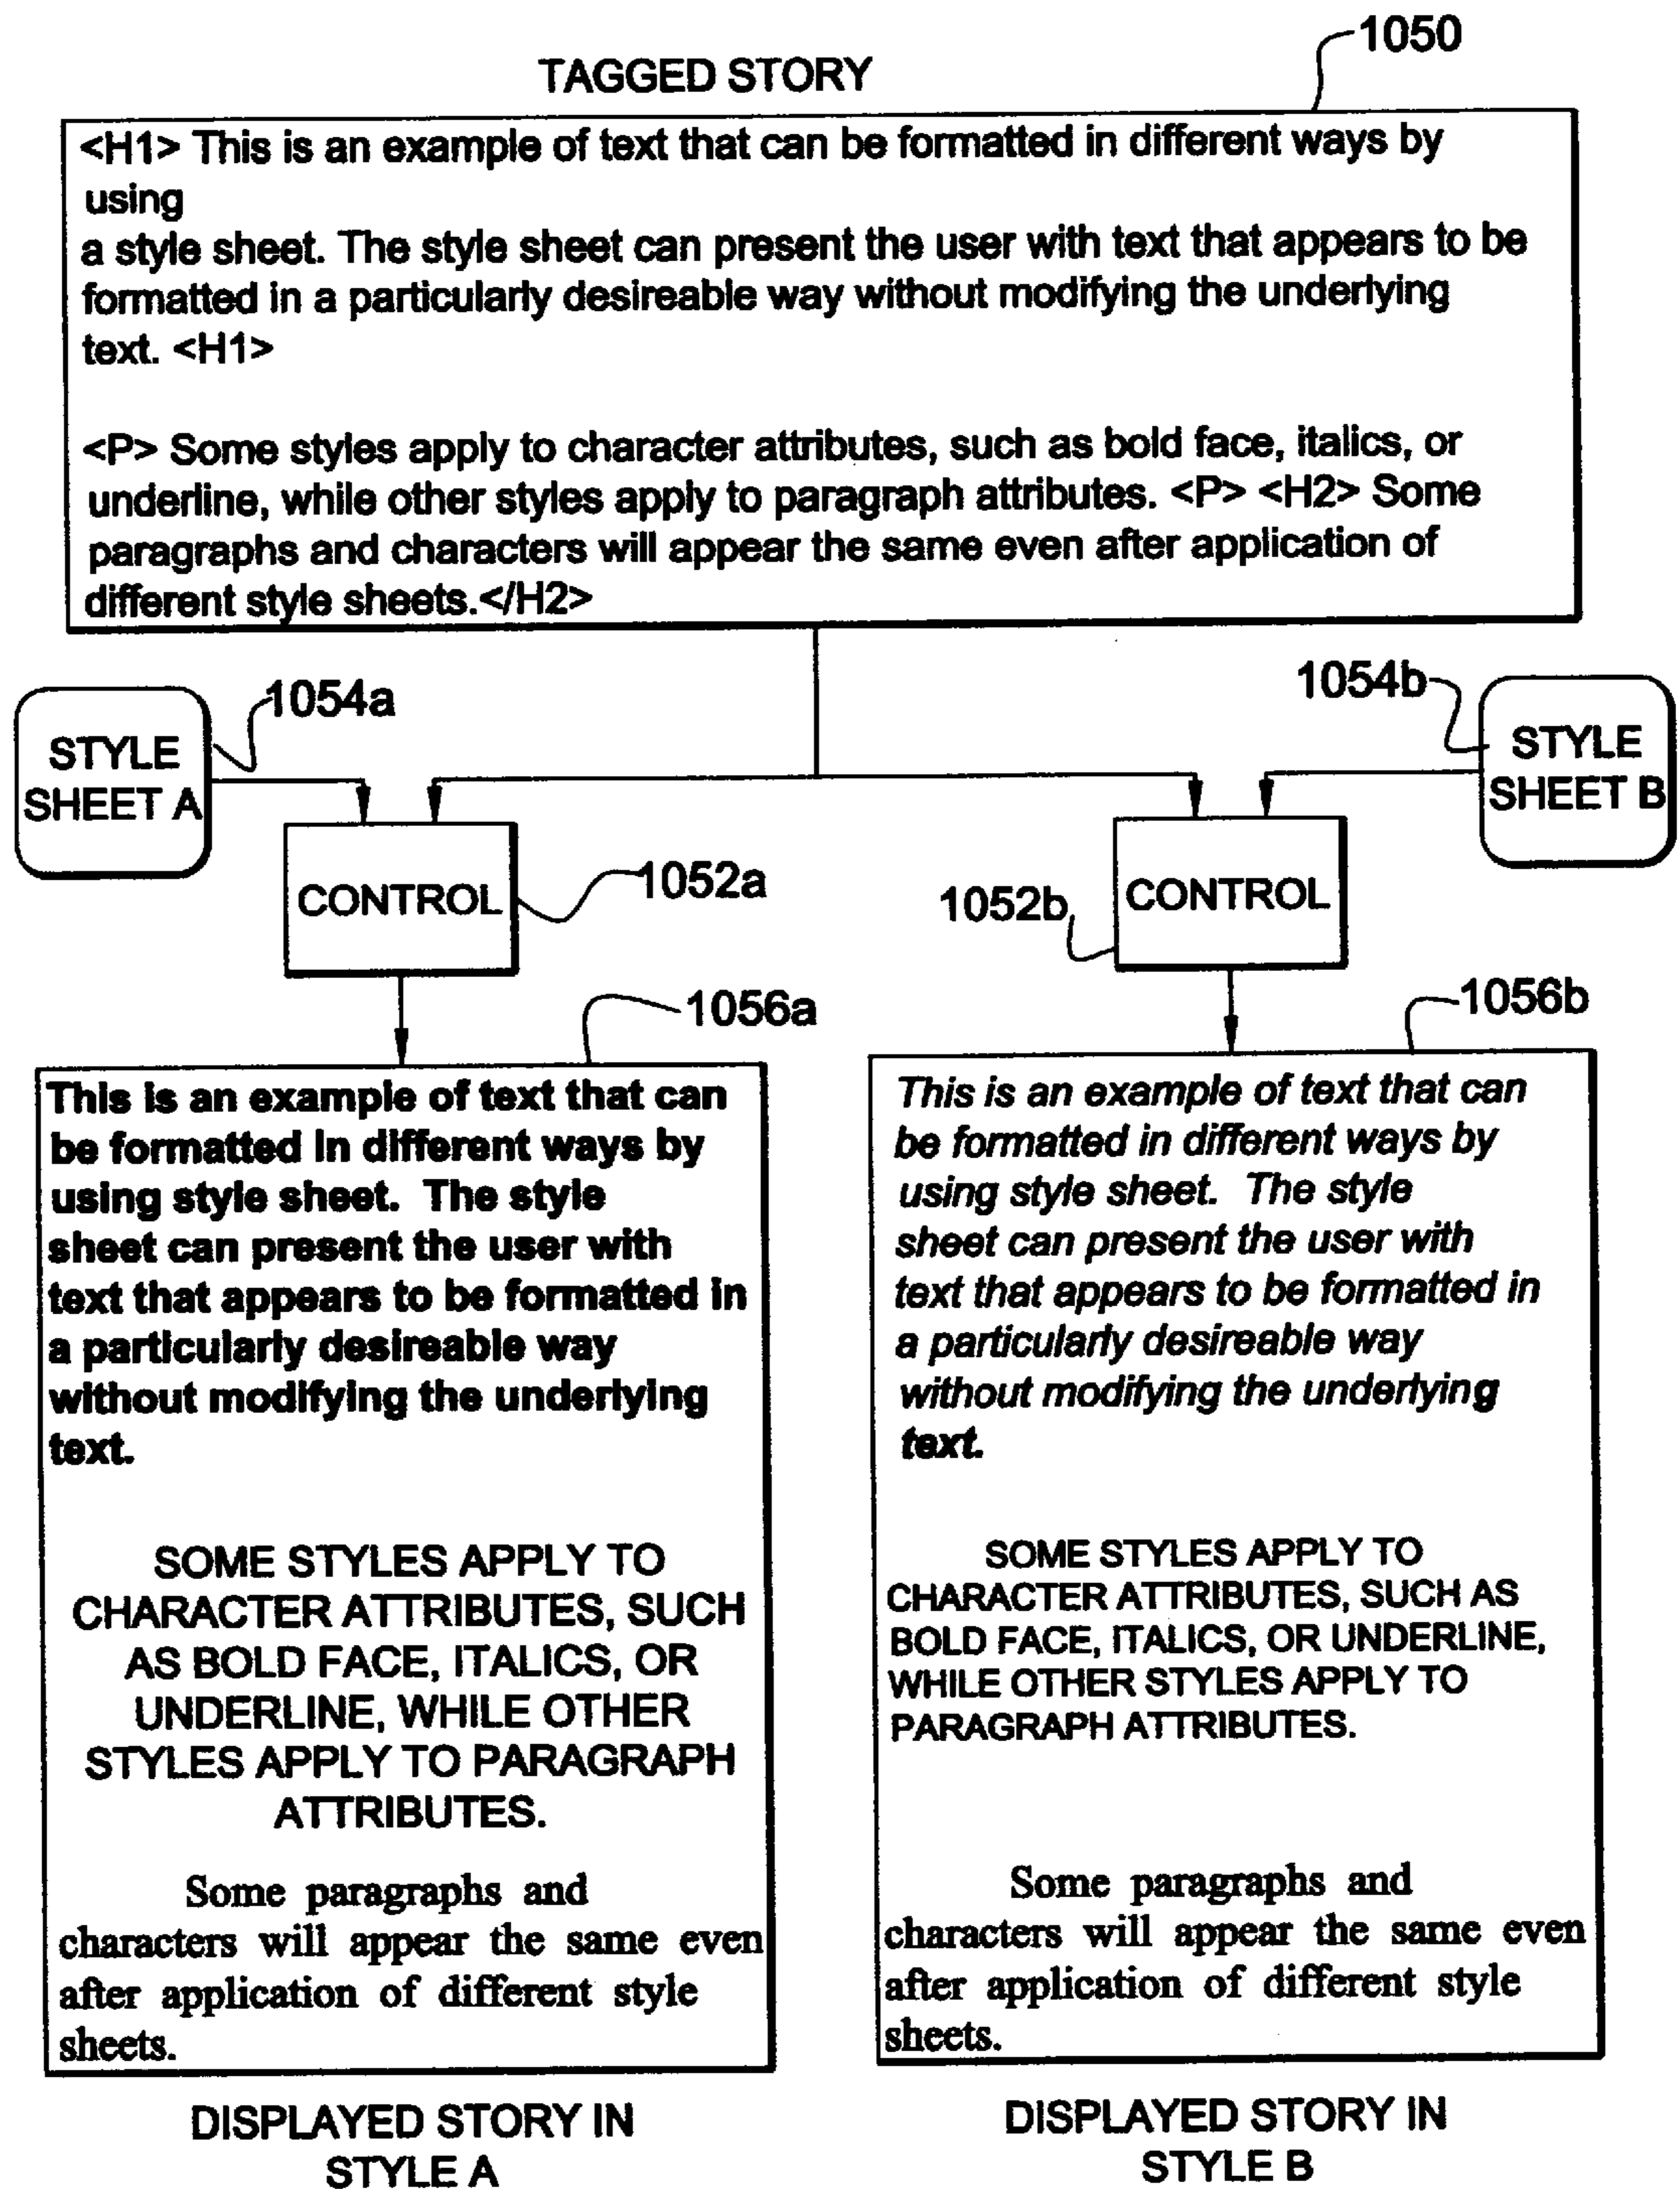 1050
TAGGED STORY
<H1> This is an example of text that can be formatted in different ways by
using
a style sheet. The style sheet can present the user with text that appears to be
formatted in a particularly desireable way without modifying the underlying
text. <H1>
<P> Some styles apply to character attributes, such as bold face, italics, or
underline, while other styles apply to paragraph attributes. <P> <H2> Some
paragraphs and characters will appear the same even after application of
different style sheets.</H2>
1054a
1054b
STYLE
SHEET A
STYLE
SHEET B
CONTROL
1052a
1052b
CONTROL
1056a
1056b
This is an example of text that can
be formatted in different ways by
using style sheet. The style
sheet can present the user with
text that appears to be formatted in
a particularly desireable way
without modifying the underlying
text.
SOME STYLES APPLY TO
CHARACTER ATTRIBUTES, SUCH
AS BOLD FACE, ITALICS, OR
UNDERLINE, WHILE OTHER
STYLES APPLY TO PARAGRAPH
ATTRIBUTES.
Some paragraphs and
characters will appear the same even
after application of different style
sheets.
DISPLAYED STORY IN
STYLE A
This is an example of text that can
be formatted in different ways by
using style sheet. The style
sheet can present the user with
text that appears to be formatted in
a particularly desireable way
without modifying the underlying
text.
SOME STYLES APPLY TO
CHARACTER ATTRIBUTES, SUCH AS
BOLD FACE, ITALICS, OR UNDERLINE,
WHILE OTHER STYLES APPLY TO
PARAGRAPH ATTRIBUTES.
Some paragraphs and
characters will appear the same even
after application of different style
sheets.
DISPLAYED STORY IN
STYLE B